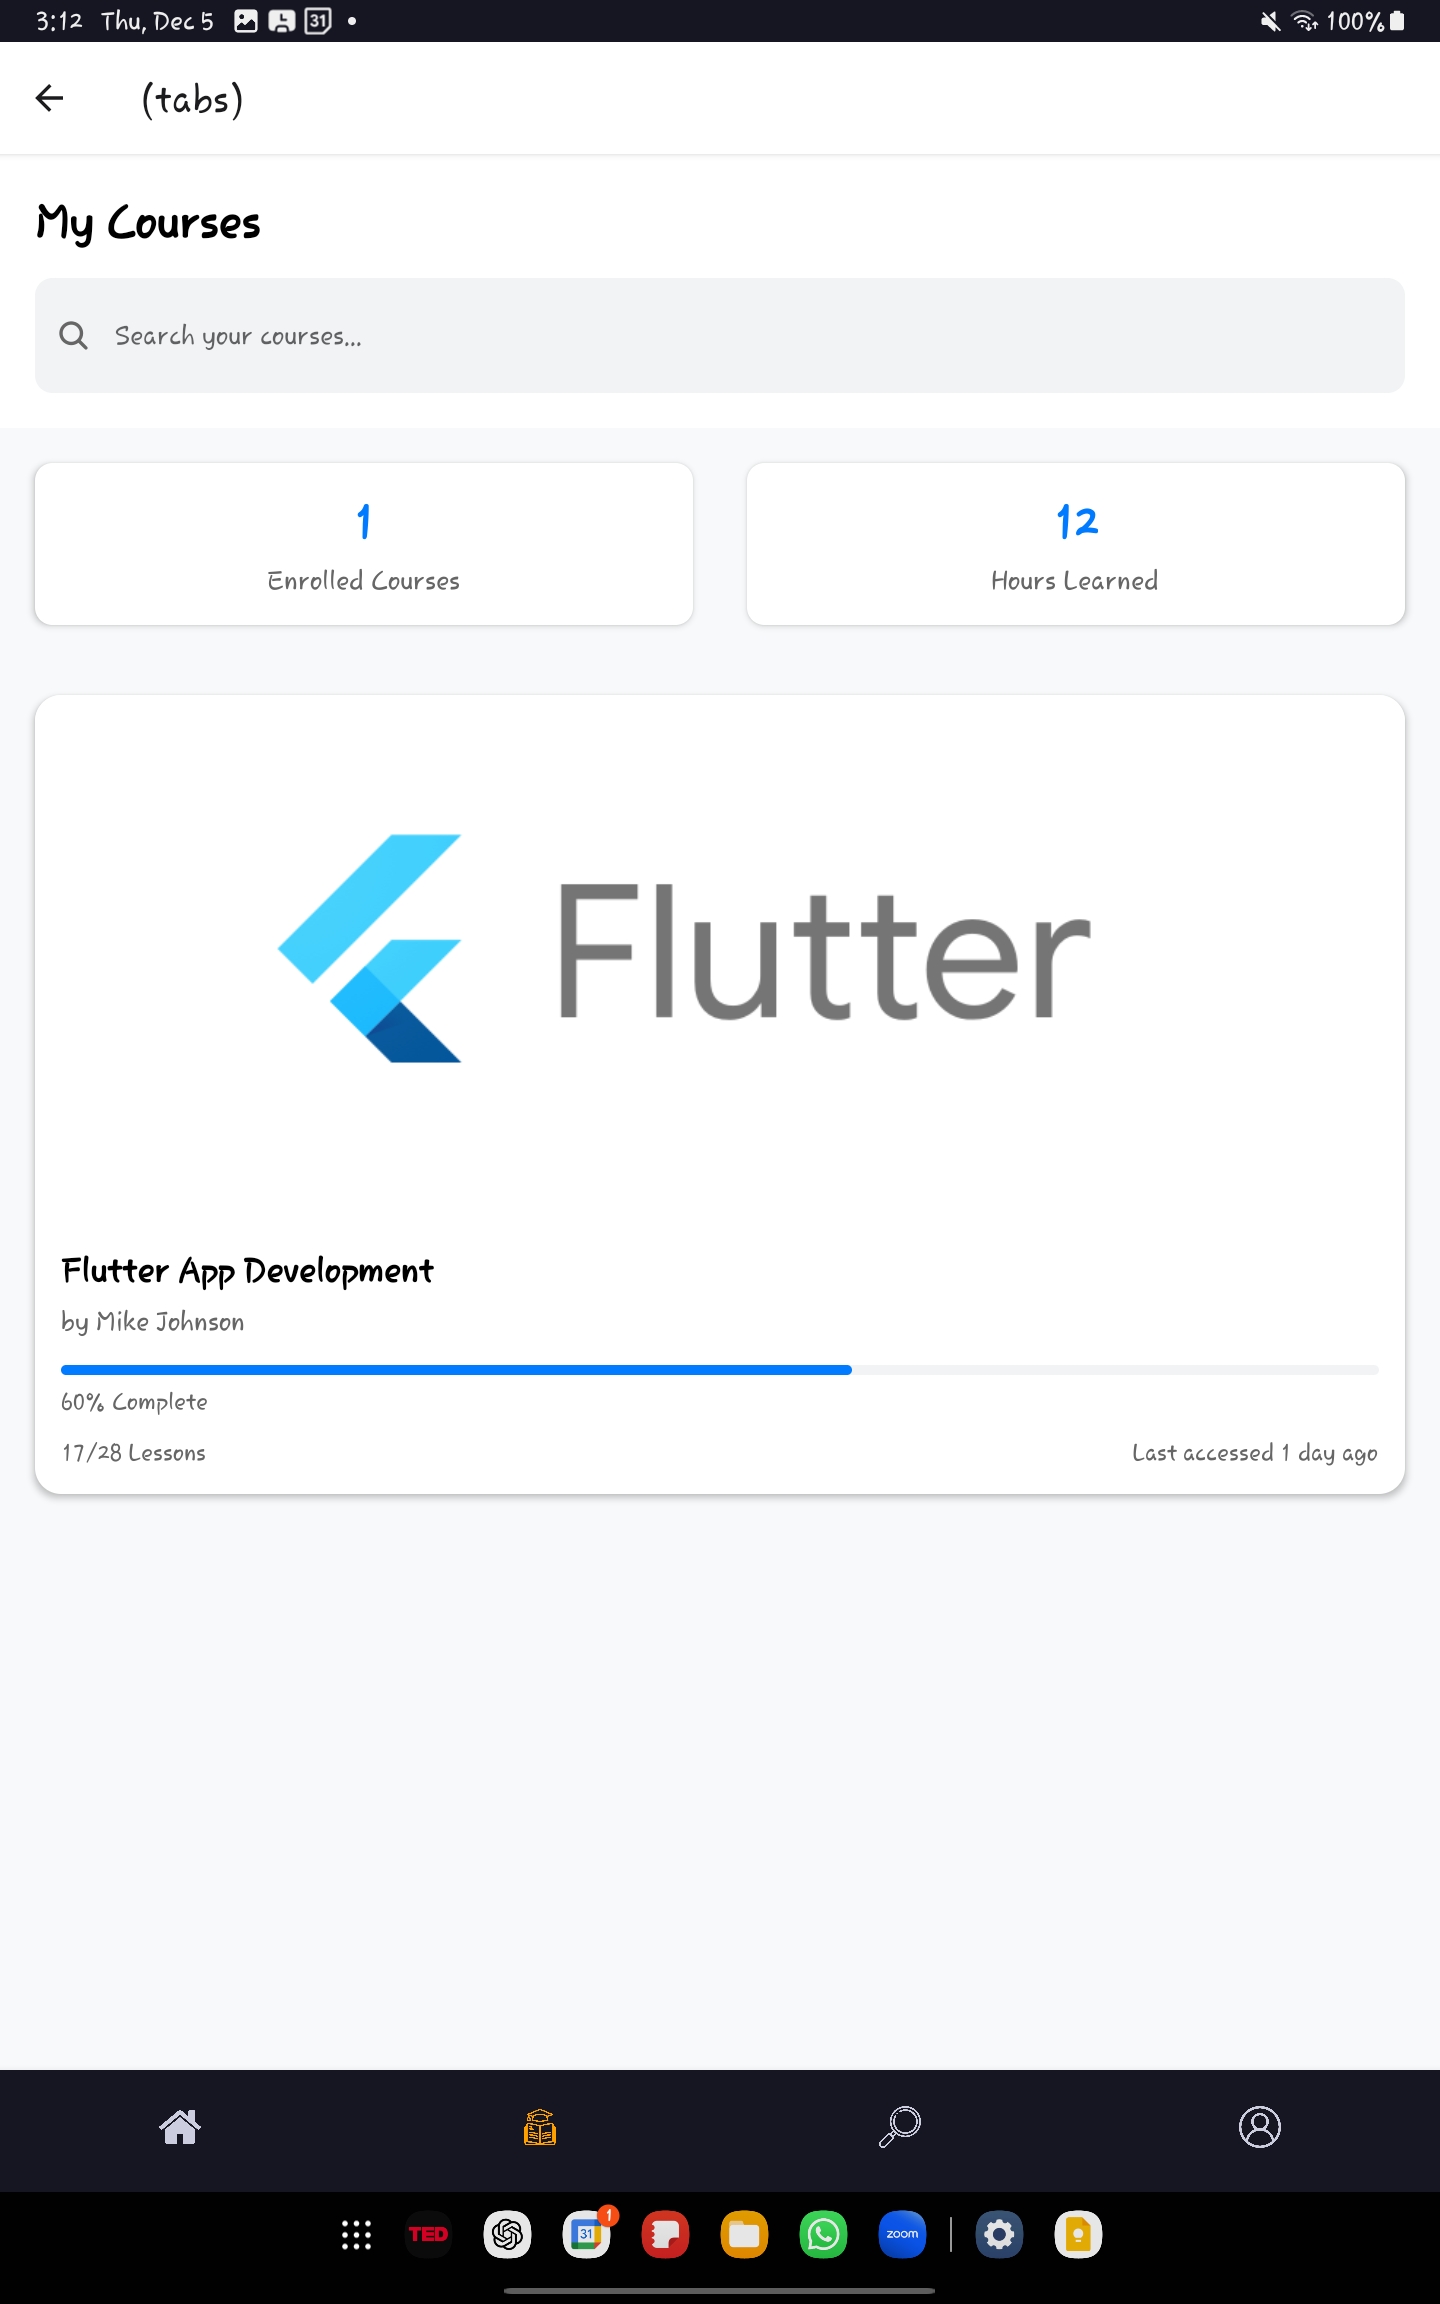 3:12 Thu, Dec 5 31 100%
(tabs)
My Courses
Search your courses...
1
Enrolled Courses
12
Hours Learned
Flutter
Flutter App Development
by Mike Johnson
60% Complete
17/28 Lessons
Last accessed 1 day ago
TED 31 1 zoom